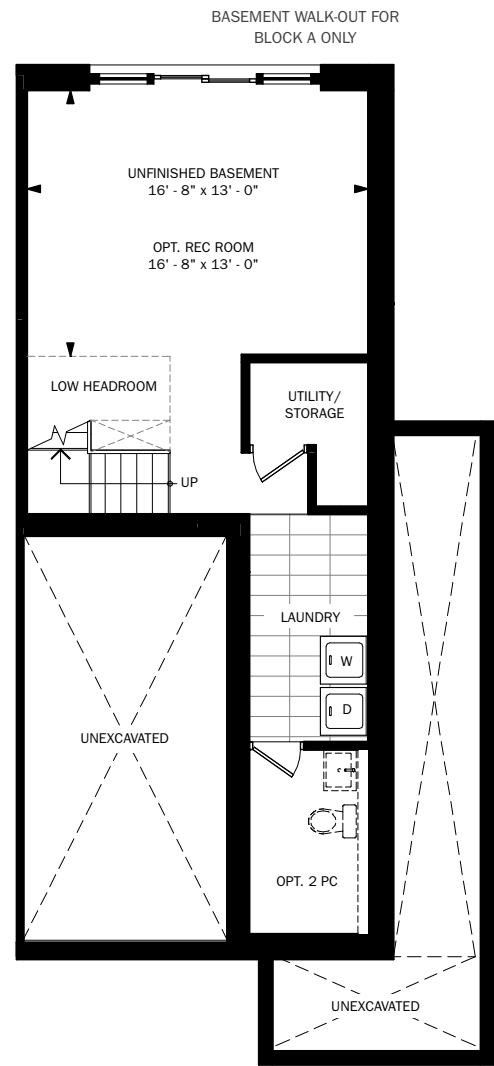 BASEMENT WALK-OUT FOR
BLOCK A ONLY
UNFINISHED BASEMENT
16' - 8" x 13' - 0"
OPT. REC ROOM
16' - 8" x 13' - 0"
LOW HEADROOM
UTILITY/
STORAGE
UP
LAUNDRY
W
D
UNEXCAVATED
OPT. 2 PC
UNEXCAVATED